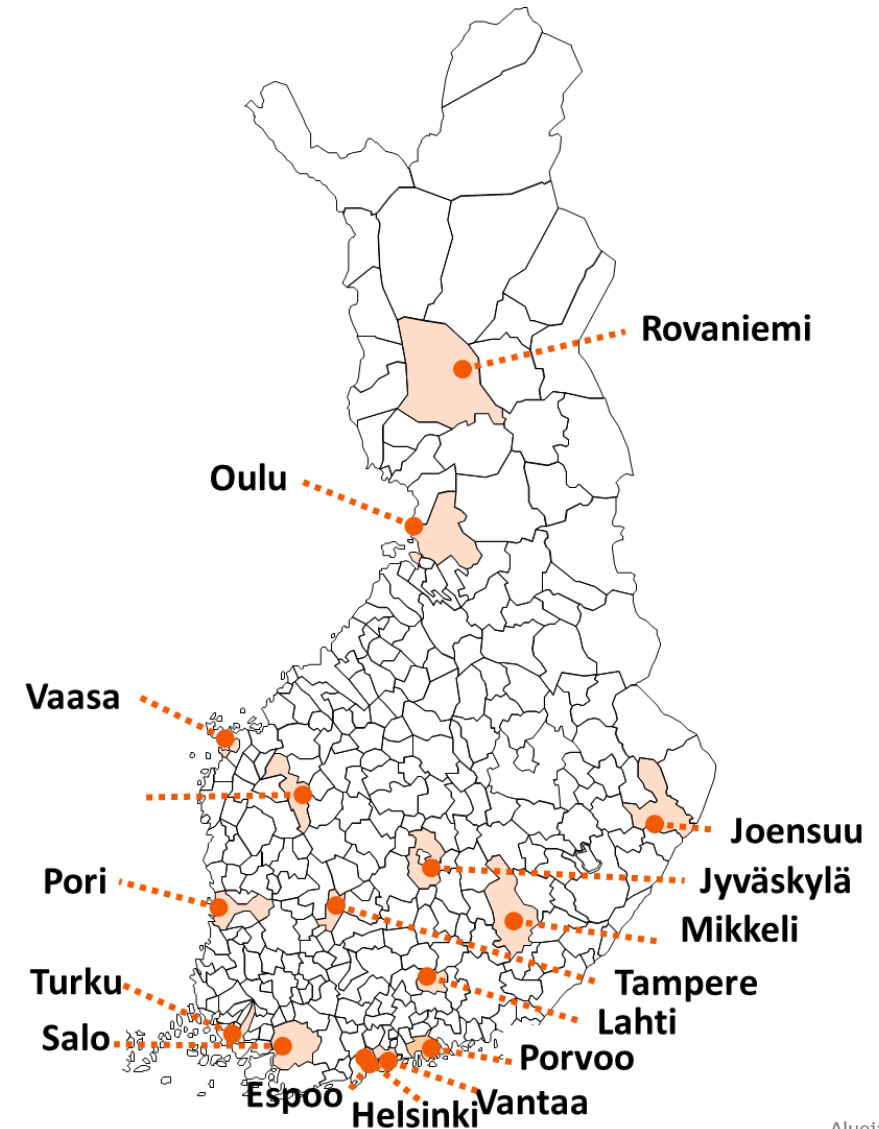 Rovaniemi
Oulu
Vaasa
Joensuu
Pori
Jyväskylä
Mikkeli
Turku
Tampere
Lahti
Salo
Porvoo
Espoo
Helsinki
Vantaa